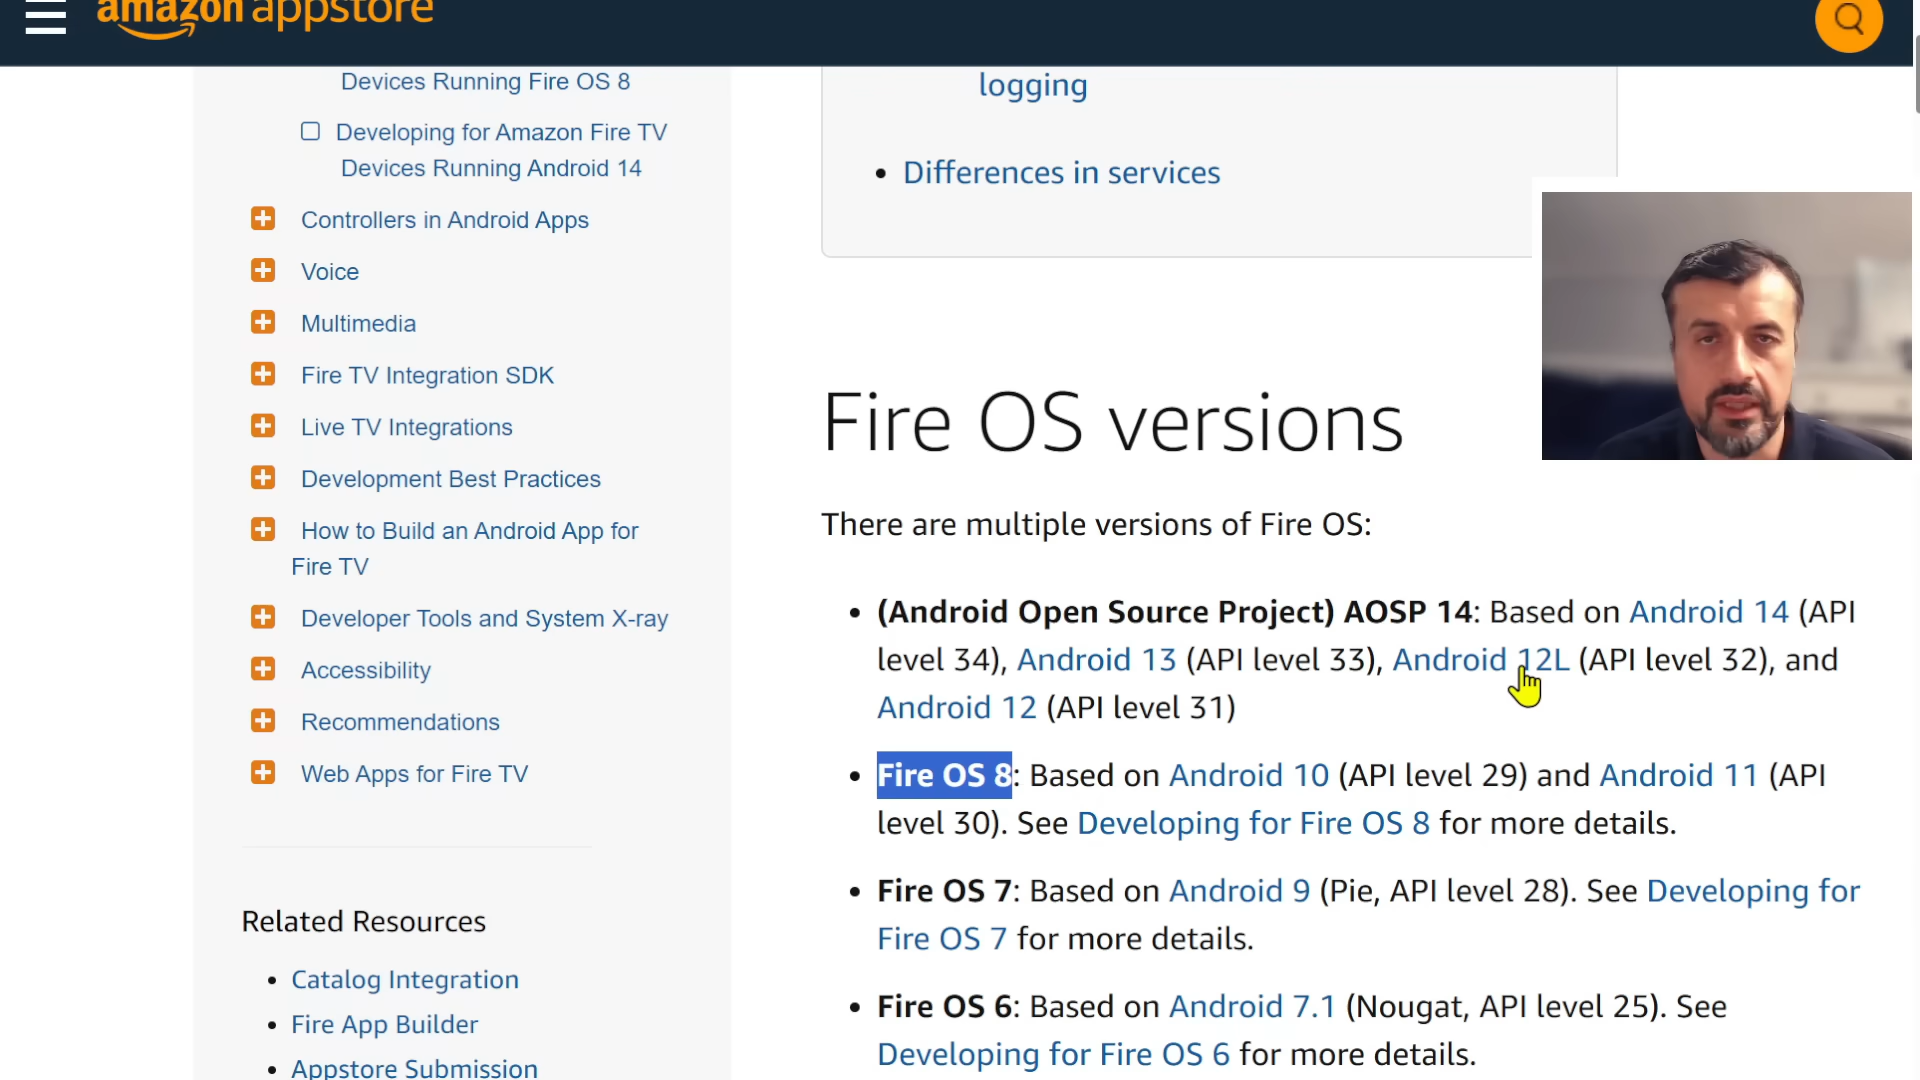 amazon appstore
Devices Running Fire OS 8
Developing for Amazon Fire TV
Devices Running Android 14
Controllers in Android Apps
Voice
Multimedia
Fire TV Integration SDK
Live TV Integrations
Development Best Practices
How to Build an Android App for
Fire TV
Developer Tools and System X-ray
Accessibility
Recommendations
Web Apps for Fire TV
Related Resources
Catalog Integration
Fire App Builder
Appstore Submission
logging
Differences in services
Fire OS versions
There are multiple versions of Fire OS:
(Android Open Source Project) AOSP 14: Based on Android 14 (API
level 34), Android 13 (API level 33), Android 12L (API level 32), and
Android 12 (API level 31)
Fire OS 8: Based on Android 10 (API level 29) and Android 11 (API
level 30). See Developing for Fire OS 8 for more details.
Fire OS 7: Based on Android 9 (Pie, API level 28). See Developing for
Fire OS 7 for more details.
Fire OS 6: Based on Android 7.1 (Nougat, API level 25). See
Developing for Fire OS 6 for more details.